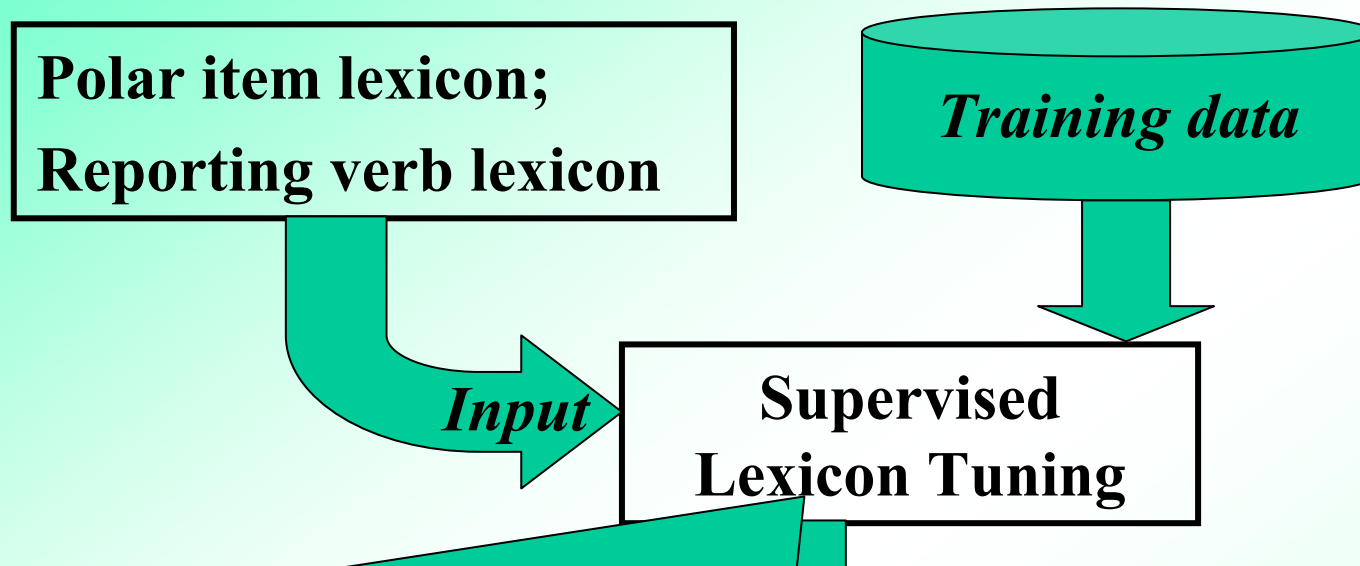 Polar item lexicon;
Reporting verb lexicon
Training data
Input
Supervised
Lexicon Tuning